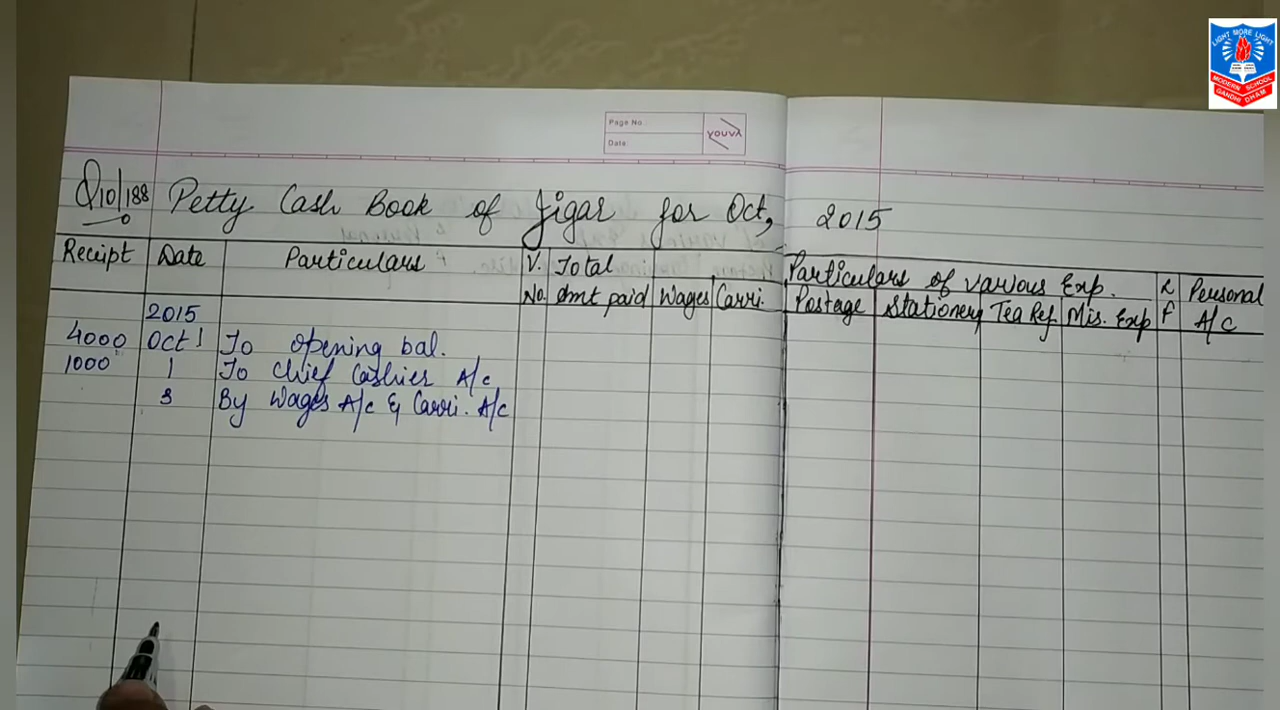 LIGHT MORE LIGHT
MODERN SCHOOL
GANDHIDHAM
Page No
Date
YOUVA
Q10/188 Petty Cash Book of Jigar for Oct, 2015
Receipt Date Particulars V. Total Particulars of various Exp. L Personal
No. Amt paid Wages Carri. Postage Stationery Tea Ref. Mis. Exp F A/c
2015
4000 Oct 1 To opening bal.
1000 1 To Chief Cashier A/c
3 By Wages A/c & Carri. A/c